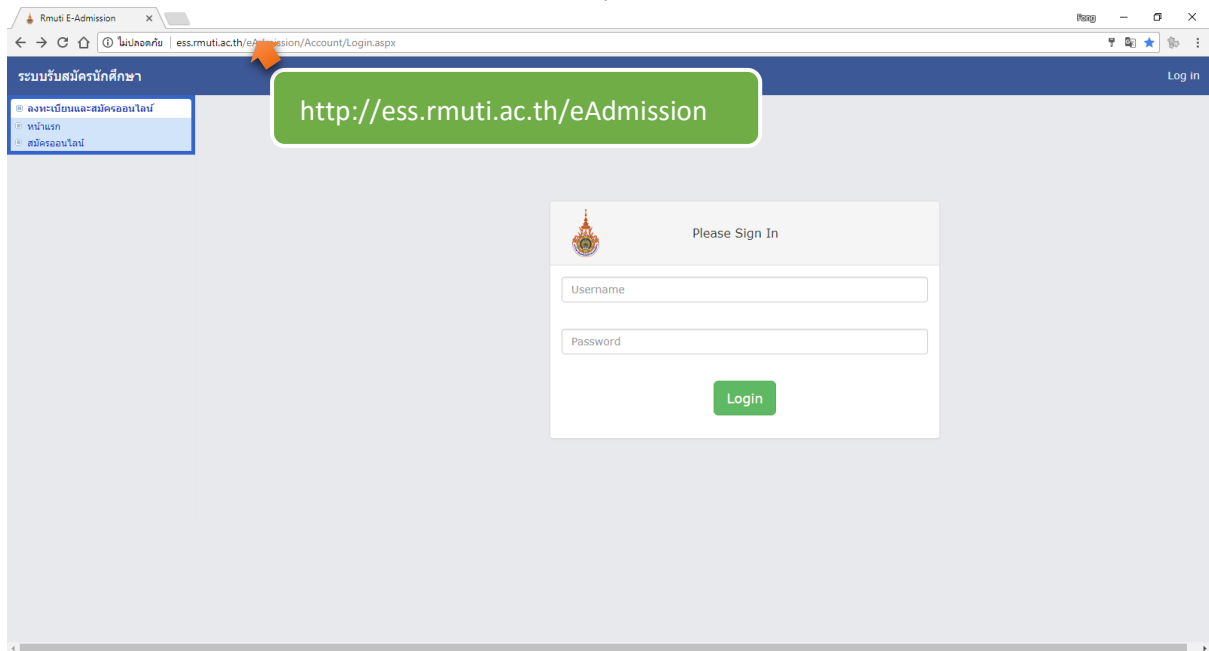 Rmuti E-Admission
Feng
ไม่ปลอดภัย | ess.rmuti.ac.th/eAdmission/Account/Login.aspx
ระบบรับสมัครนักศึกษา
Log in
http://ess.rmuti.ac.th/eAdmission
ลงทะเบียนและสมัครออนไลน์
หน้าแรก
สมัครออนไลน์
Please Sign In
Username
Password
Login